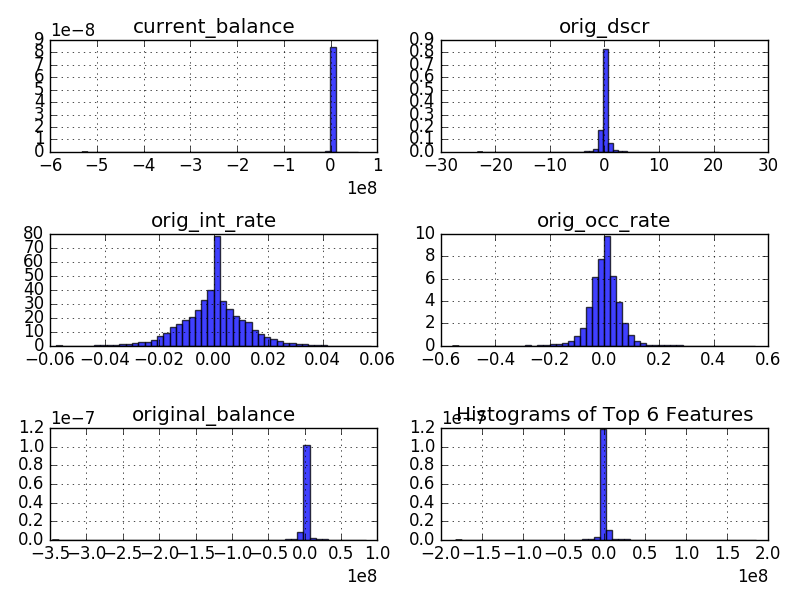 1e−8
current_balance
9
8
7
6
5
4
3
2
1
0
−6 −5 −4 −3 −2 −1 0 1
1e8
orig_dscr
0.9
0.8
0.7
0.6
0.5
0.4
0.3
0.2
0.1
0.0
−30 −20 −10 0 10 20 30
orig_int_rate
80
70
60
50
40
30
20
10
0
−0.06 −0.04 −0.02 0.00 0.02 0.04 0.06
orig_occ_rate
10
8
6
4
2
0
−0.6 −0.4 −0.2 0.0 0.2 0.4 0.6
1e−7
original_balance
1.2
1.0
0.8
0.6
0.4
0.2
0.0
−3.5 −3.0 −2.5 −2.0 −1.5 −1.0 −0.5 0.0 0.5 1.0
1e8
1e−7
Histograms of Top 6 Features
1.2
1.0
0.8
0.6
0.4
0.2
0.0
−2.0 −1.5 −1.0 −0.5 0.0 0.5 1.0 1.5 2.0
1e8